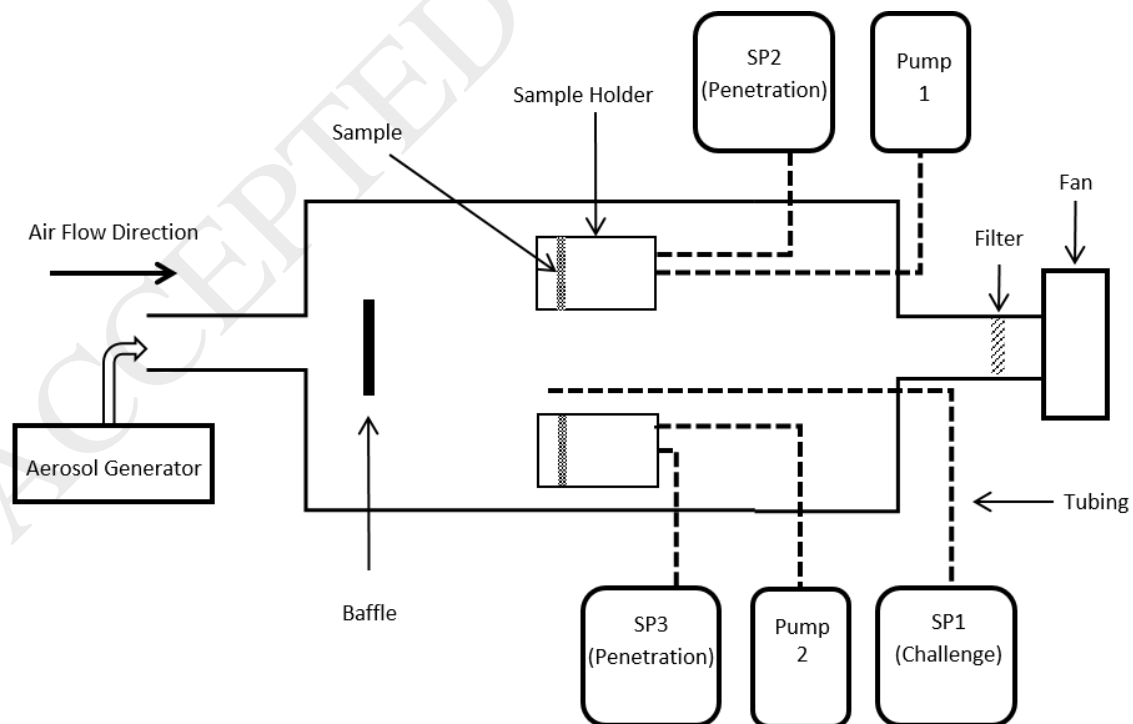 ACCEPTED
SP2
(Penetration)
Pump
1
Sample Holder
Sample
Fan
Air Flow Direction
Filter
Aerosol Generator
Tubing
Baffle
SP3
(Penetration)
Pump
2
SP1
(Challenge)